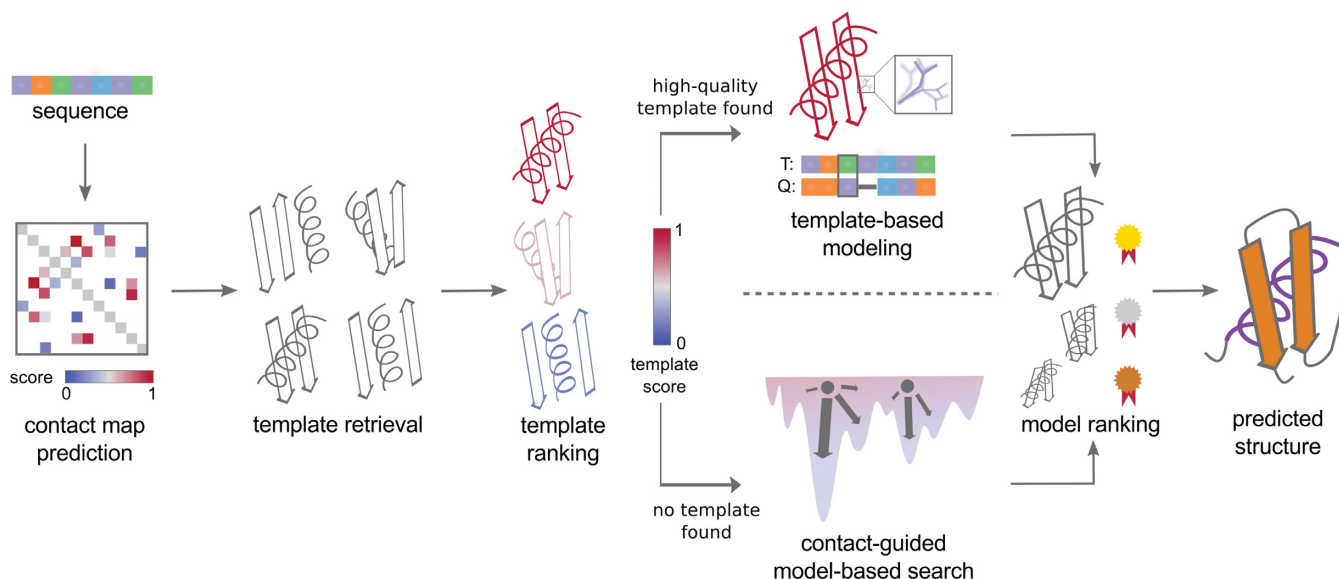 sequence
score
0
1
contact map
prediction
template retrieval
template
ranking
1
0
template
score
high-quality
template found
T:
Q:
template-based
modeling
no template
found
contact-guided
model-based search
model ranking
predicted
structure